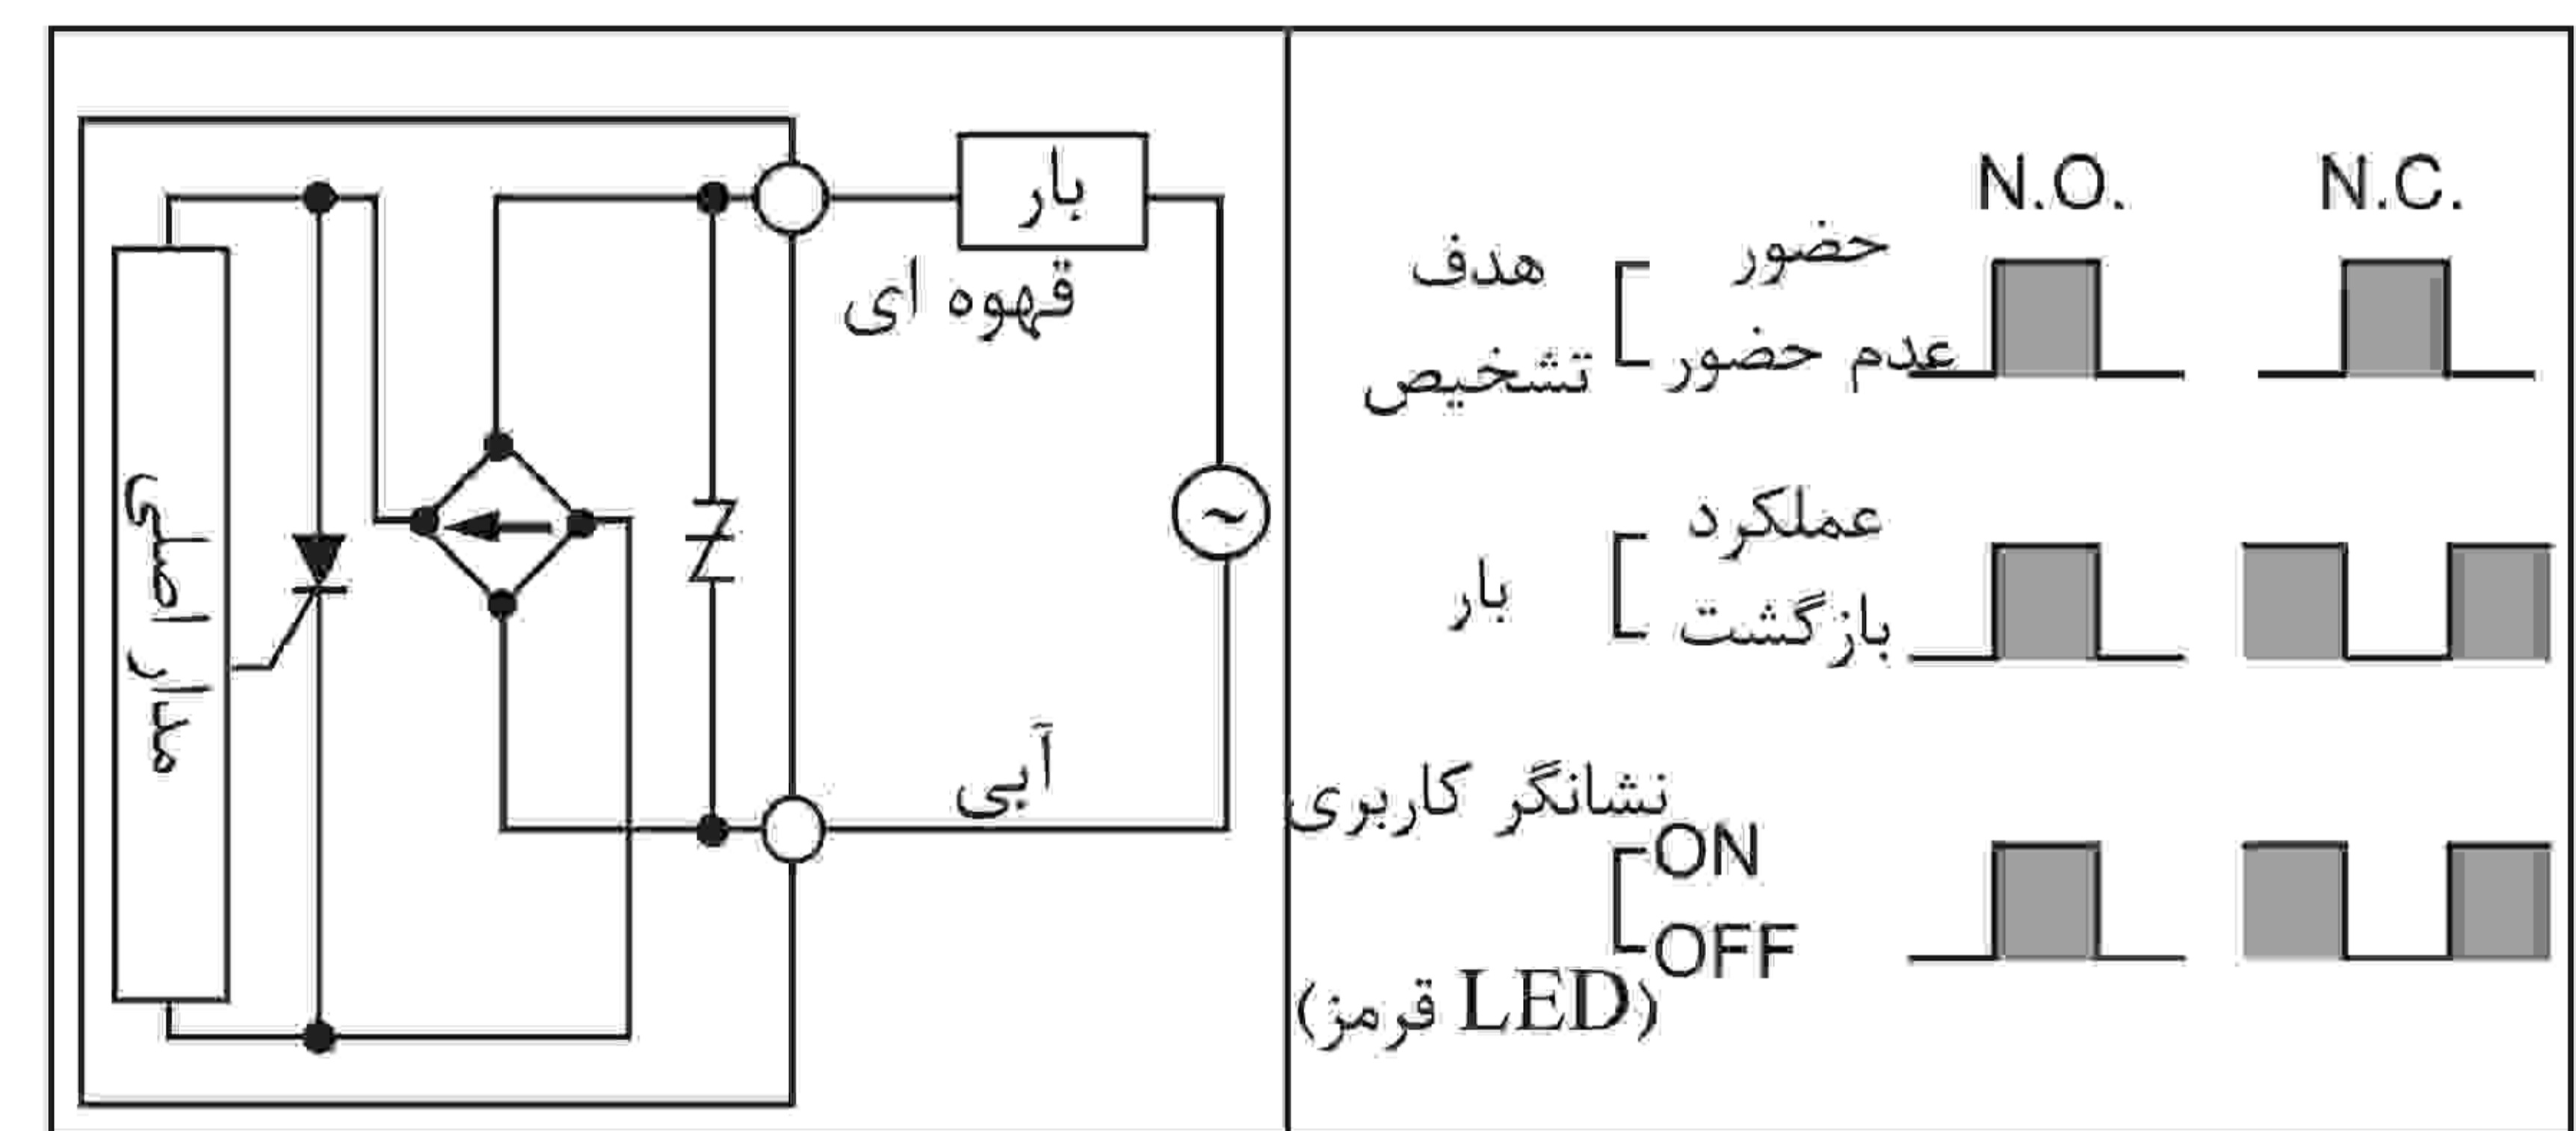 بار
قهوه ای
مدار اصلی
آبی
~
N.O. N.C.
هدف
تشخیص
حضور
عدم حضور
بار
عملکرد
بازگشت
نشانگر کاربری
ON
OFF
(LED قرمز)